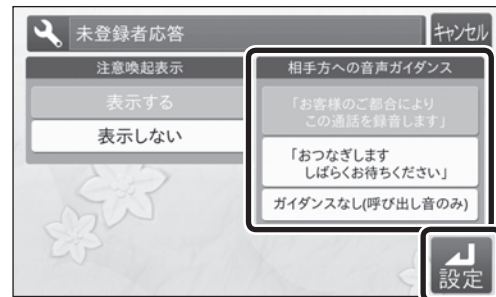 未登録者応答
キャンセル
注意喚起表示
表示する
表示しない
相手方への音声ガイダンス
「お客様のご都合により
この通話を録音します」
「おつなぎします
しばらくお待ちください」
ガイダンスなし(呼び出し音のみ)
設定